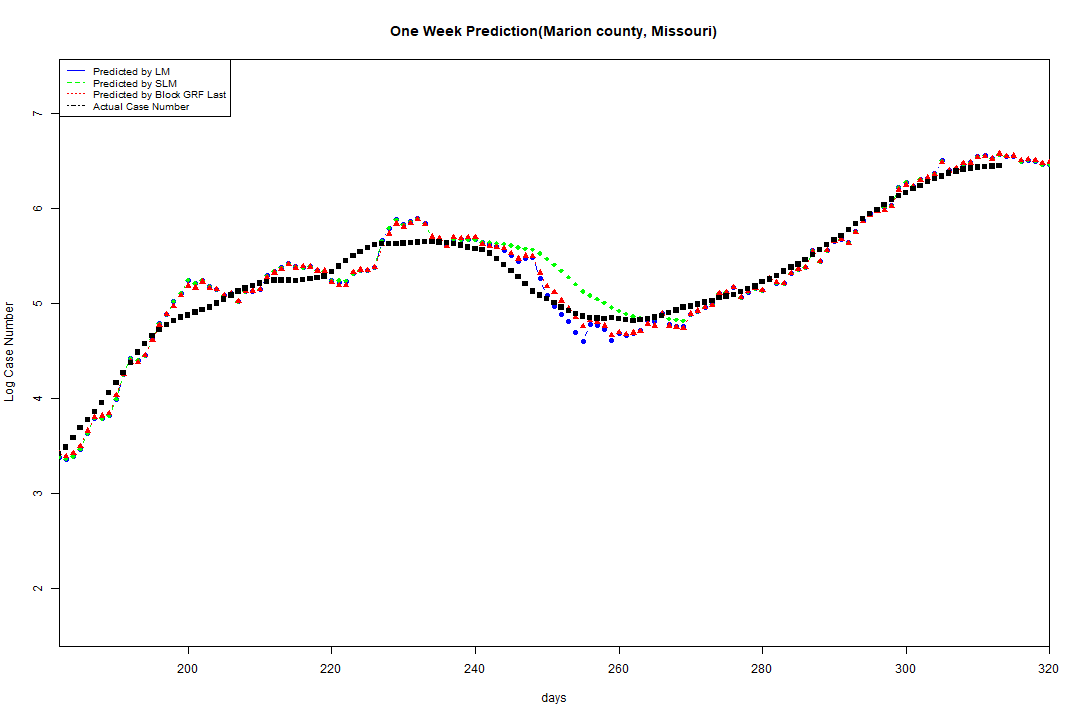 One Week Prediction(Marion county, Missouri)
Predicted by LM
Predicted by SLM
Predicted by Block GRF Last
Actual Case Number
7
6
5
4
3
2
Log Case Number
200 220 240 260 280 300 320
days